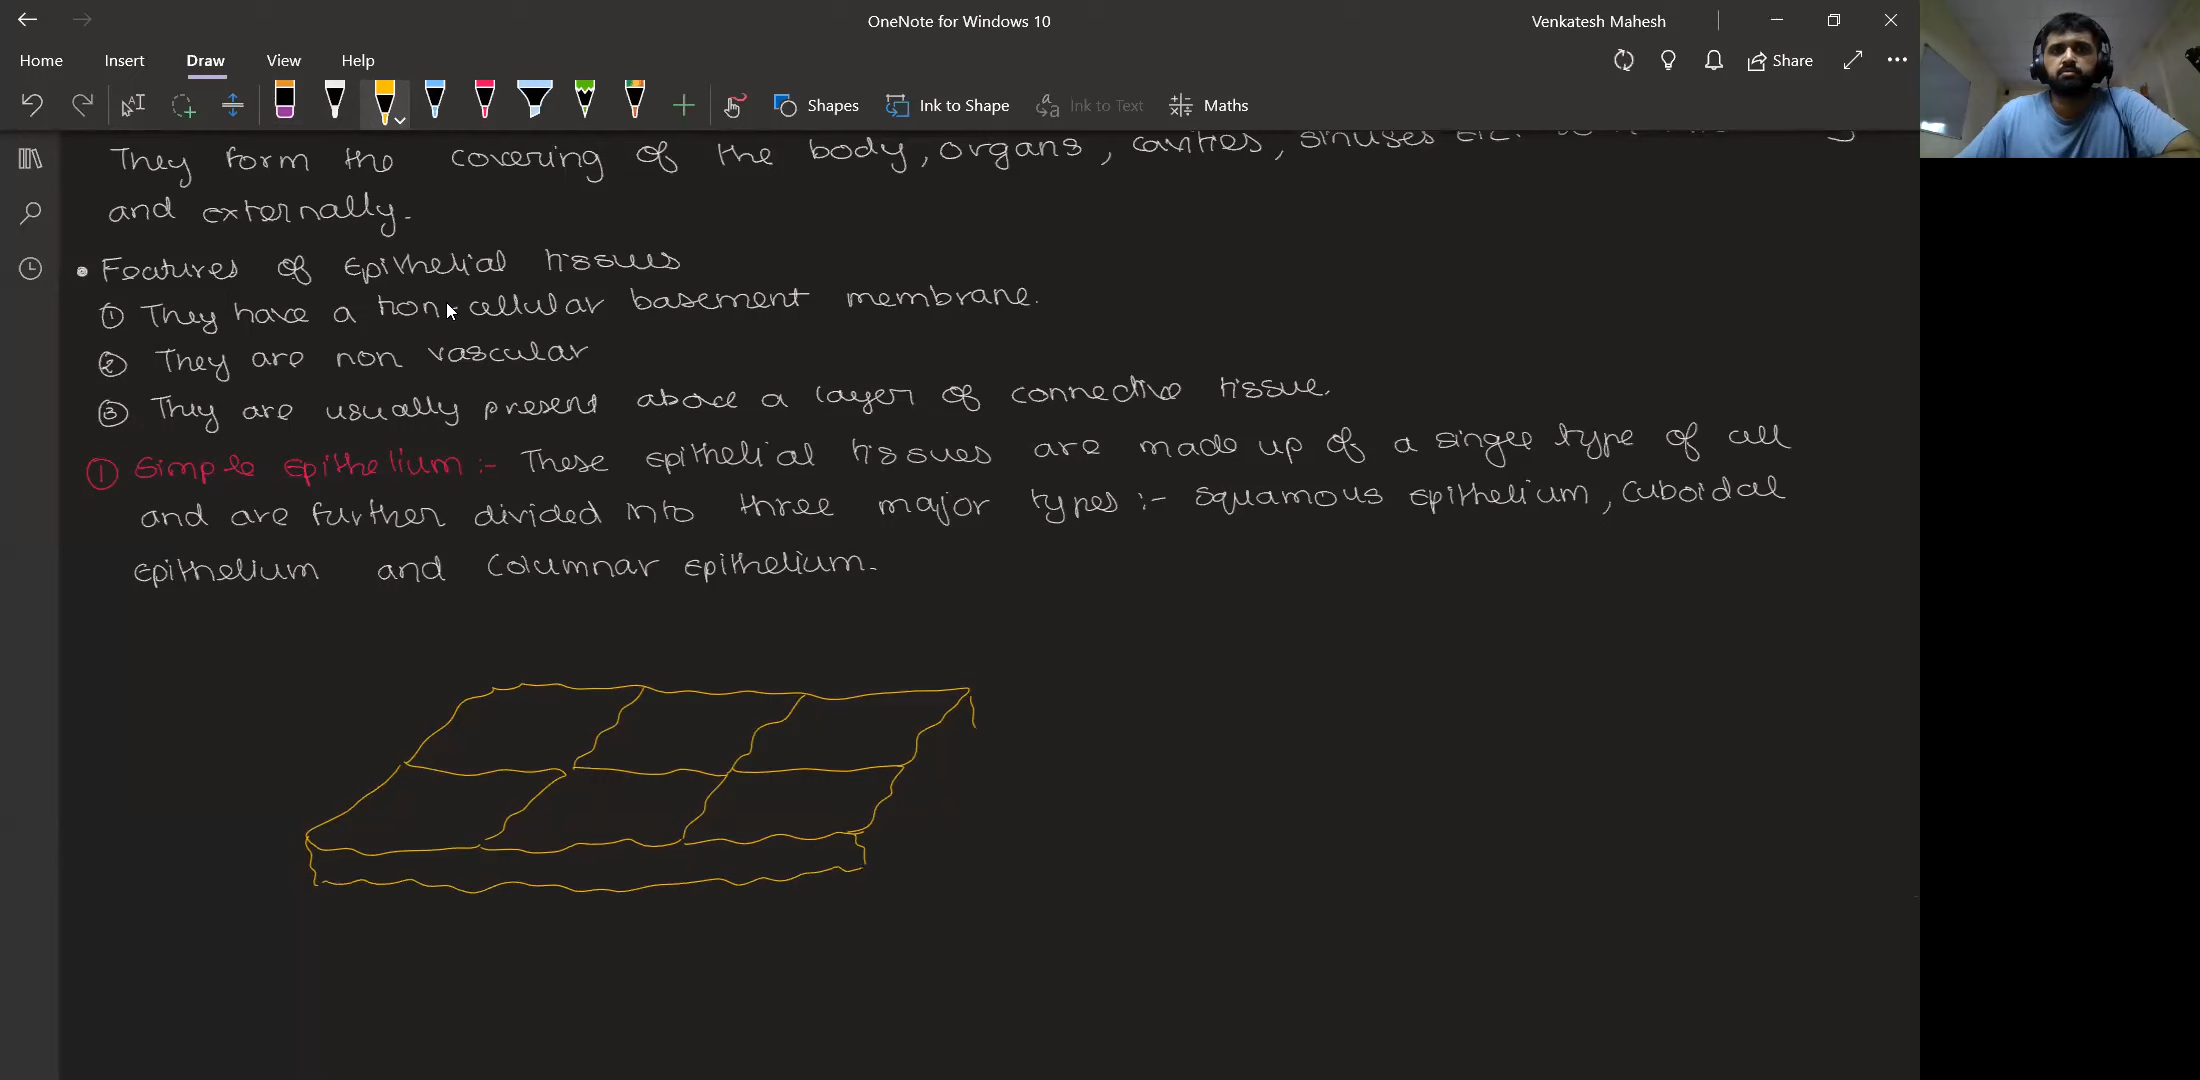 OneNote for Windows 10
Venkatesh Mahesh
Home Insert Draw View Help
Share
Shapes Ink to Shape Ink to Text Maths
They form the covering of the body, organs, cavities, sinuses etc.
and externally.
• Features of Epithelial tissues
① They have a non-cellular basement membrane.
② They are non vascular
③ They are usually present above a layer of connective tissue.
① Simple Epithelium :- These epithelial tissues are made up of a single type of cell
and are further divided into three major types :- Squamous epithelium, Cuboidal
Epithelium and Columnar Epithelium.